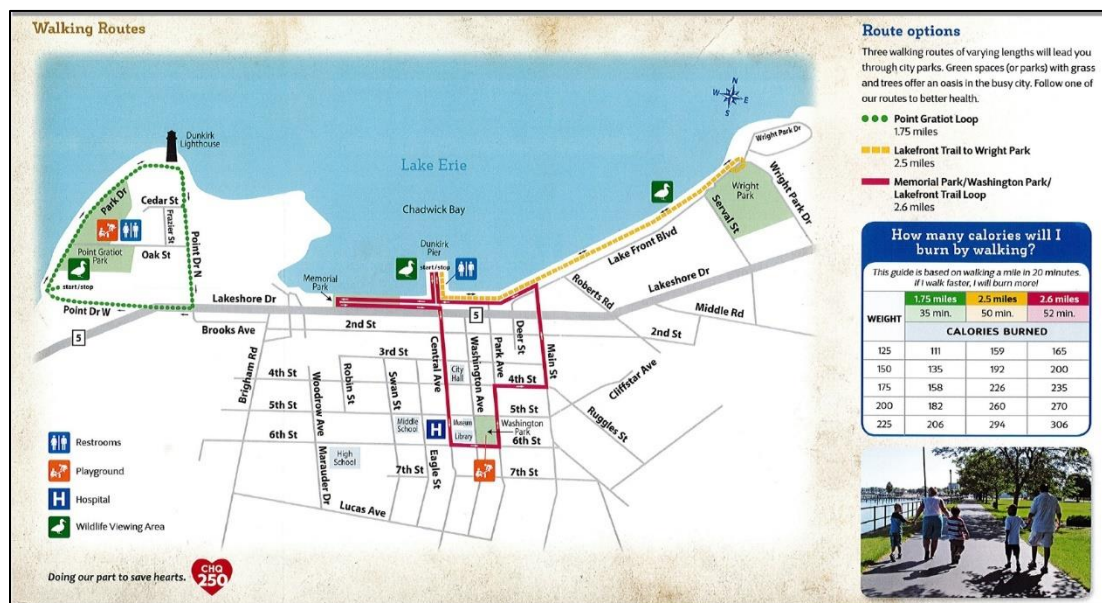 Walking Routes
Route options
Three walking routes of varying lengths will lead you
through city parks. Green spaces (or parks) with grass
and trees offer an oasis in the busy city. Follow one of
our routes to better health.
Point Gratiot Loop
1.75 miles
Lakefront Trail to Wright Park
2.5 miles
Memorial Park/Washington Park/
Lakefront Trail Loop
2.6 miles
How many calories will I
burn by walking?
This guide is based on walking a mile in 20 minutes.
If I walk faster, I will burn more!
WEIGHT 1.75 miles 2.5 miles 2.6 miles
35 min. 50 min. 52 min.
CALORIES BURNED
125 111 159 165
150 135 192 200
175 158 226 235
200 182 260 270
225 206 294 306
N
W E
S
Dunkirk
Lighthouse
Lake Erie
Chadwick Bay
Wright Park Dr
Wright
Park
Wright Park Dr
Serval St
Park Dr
Cedar St
Frazier St
Point Gratiot
Park
Oak St
Point Dr N
start/stop
Point Dr W
5
Dunkirk
Pier
start/stop
Memorial
Park
Lake Front Blvd
Lakeshore Dr
Lakeshore Dr
Roberts Rd
Middle Rd
5
Brooks Ave
2nd St
2nd St
Brigham Rd
3rd St
4th St
4th St
5th St
5th St
6th St
6th St
7th St
7th St
Woodrow Ave
Robin St
Swan St
Central Ave
City
Hall
Washington Ave
Park Ave
Deer St
Main St
Cliffstar Ave
Ruggles St
Middle
School
H
Museum
Library
Washington
Park
High
School
Marauder Dr
Eagle St
Lucas Ave
Restrooms
Playground
H Hospital
Wildlife Viewing Area
Doing our part to save hearts.
CHQ
250